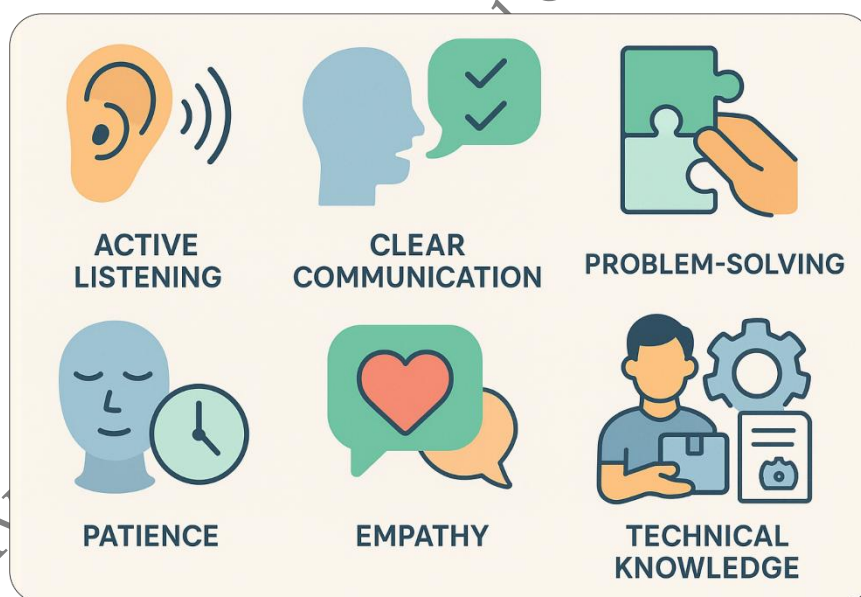 ACTIVE
LISTENING
CLEAR
COMMUNICATION
PROBLEM-SOLVING
PATIENCE
EMPATHY
TECHNICAL
KNOWLEDGE